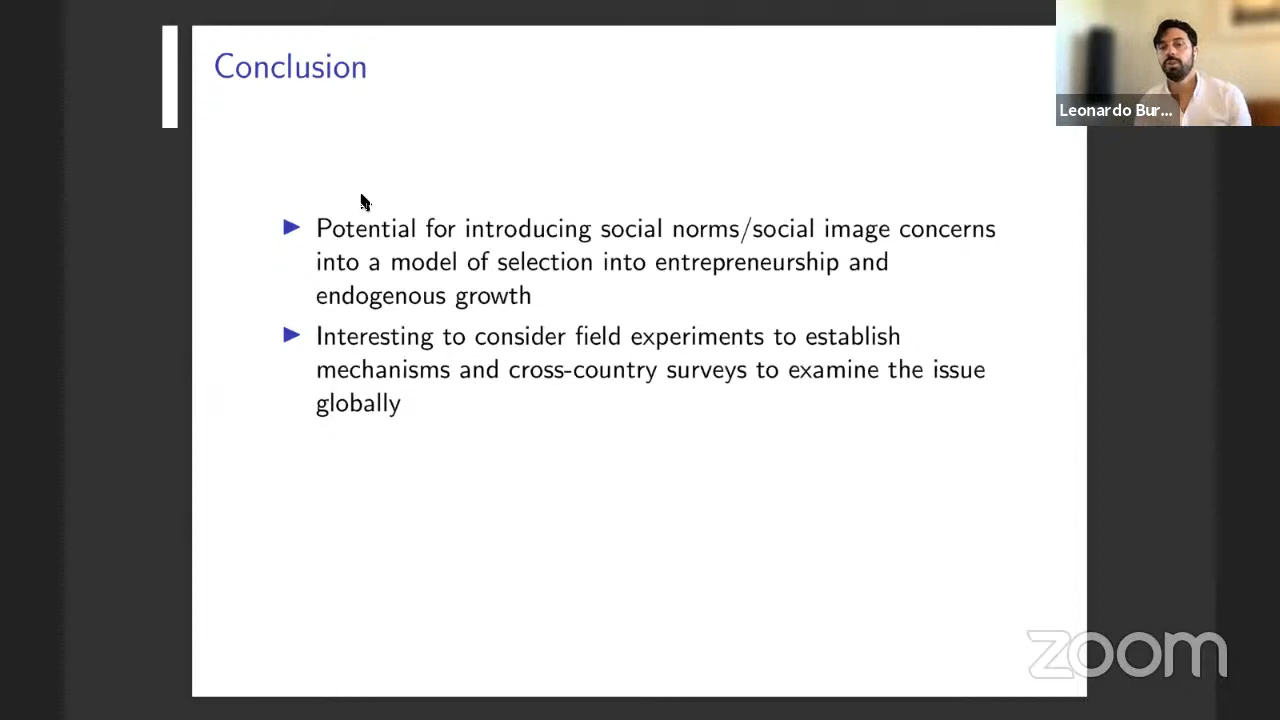 Conclusion
Leonardo Bur...
Potential for introducing social norms/social image concerns
into a model of selection into entrepreneurship and
endogenous growth
Interesting to consider field experiments to establish
mechanisms and cross-country surveys to examine the issue
globally
zoom